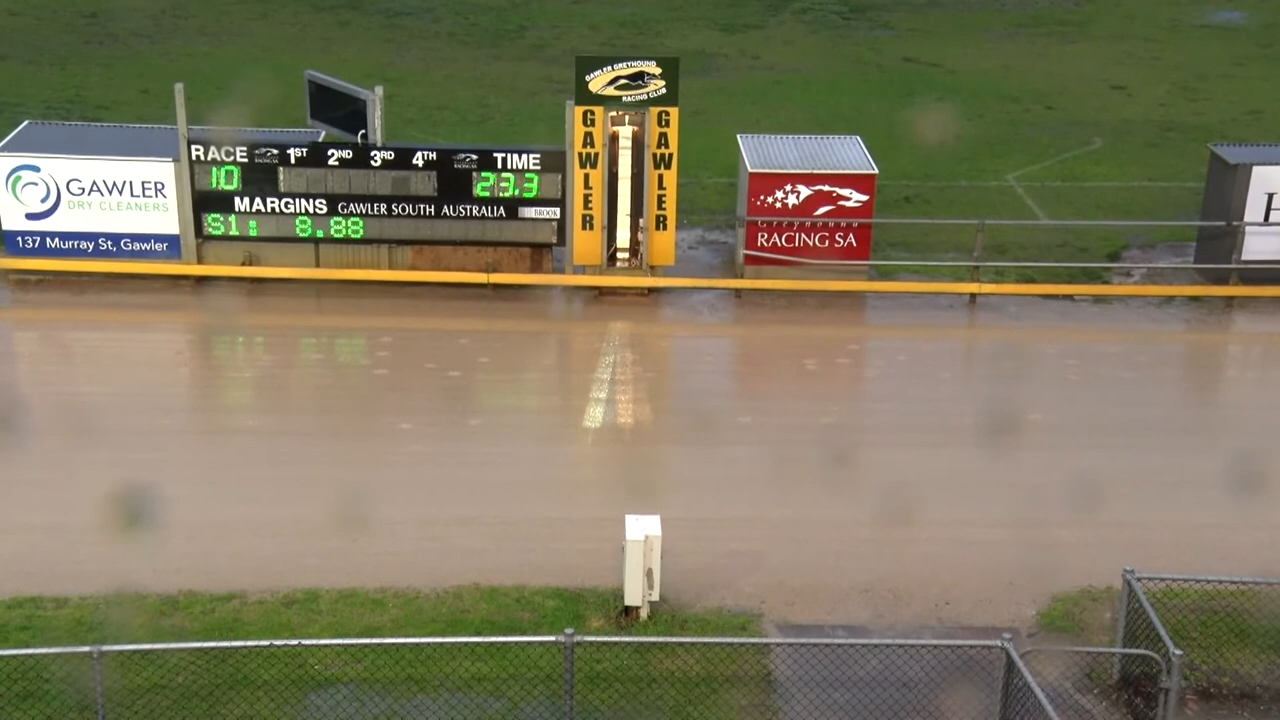 GAWLER GREYHOUND
RACING CLUB
GAWLER
GAWLER
GAWLER
DRY CLEANERS
137 Murray St, Gawler
RACE 1ST 2ND 3RD 4TH TIME
10 23.3
MARGINS GAWLER SOUTH AUSTRALIA BROOK
S1: 8.88
Greyhound
RACING SA